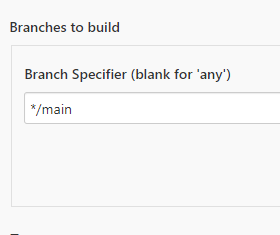 Branches to build
Branch Specifier (blank for 'any')
*/main